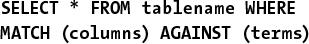 SELECT * FROM tablename WHERE
MATCH (columns) AGAINST (terms)